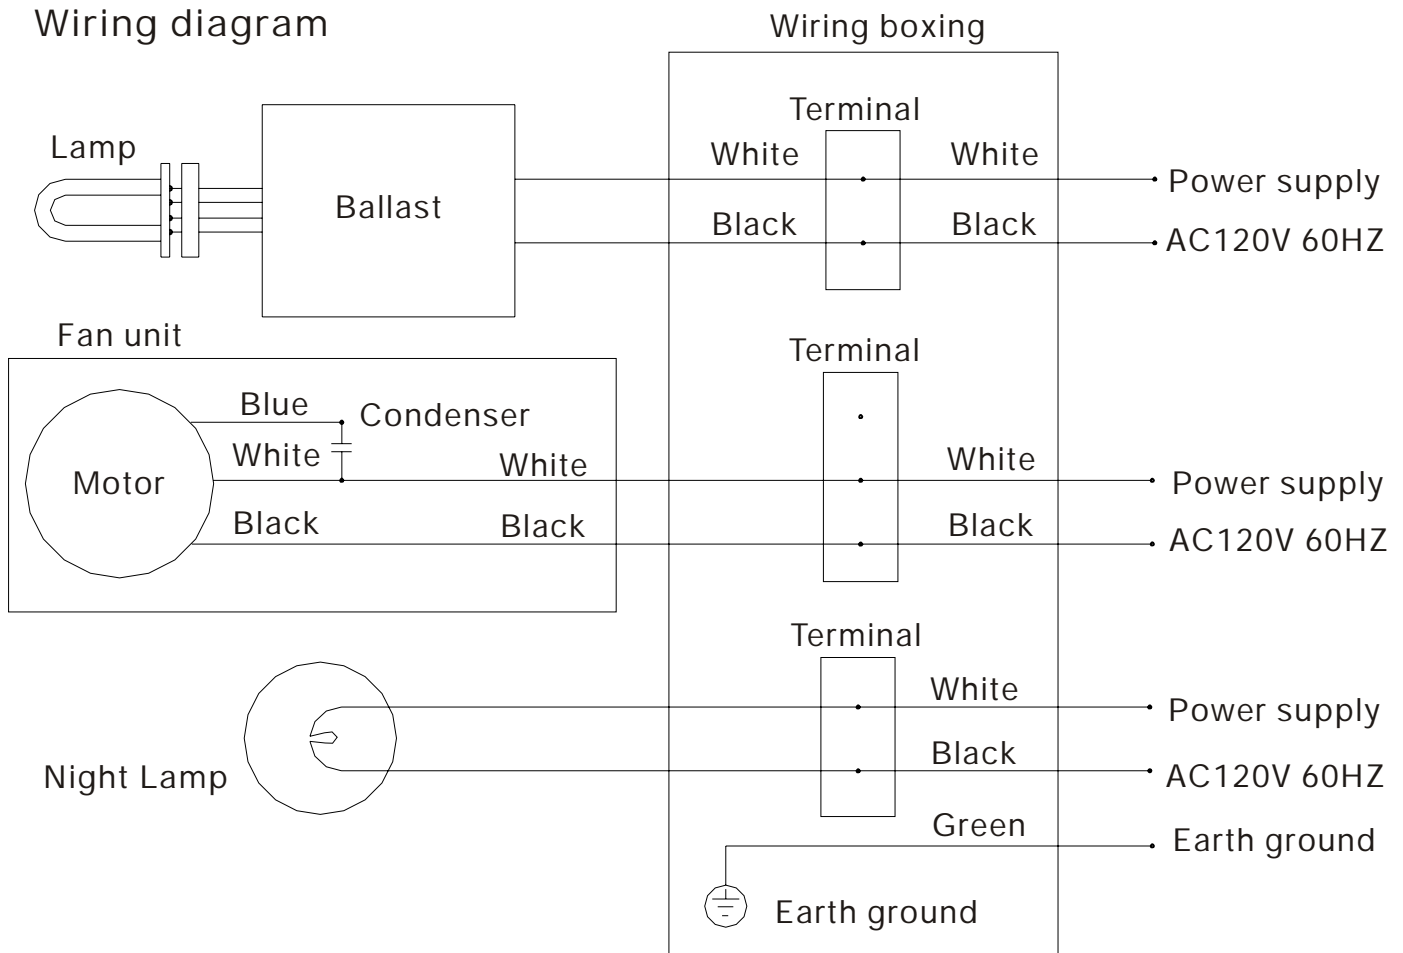 Wiring diagram
Wiring boxing
Terminal
Lamp
White
White
Ballast
Power supply
Black
Black
AC120V 60HZ
Fan unit
Terminal
Blue
Condenser
White
White
White
Motor
Power supply
Black
Black
Black
AC120V 60HZ
Terminal
White
Power supply
Night Lamp
Black
AC120V 60HZ
Green
Earth ground
Earth ground